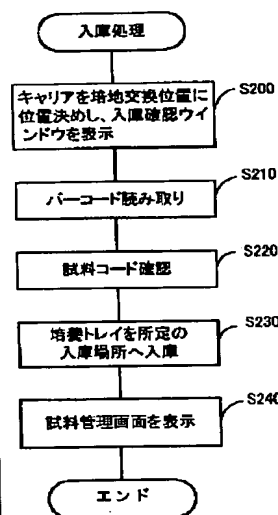 入庫処理
キャリアを培地交換位置に
位置決めし、入庫確認ウイ
ンドウを表示
S200
バーコード読み取り
S210
試料コード確認
S220
培養トレイを所定の
入庫場所へ入庫
S230
試料管理画面を表示
S240
エンド